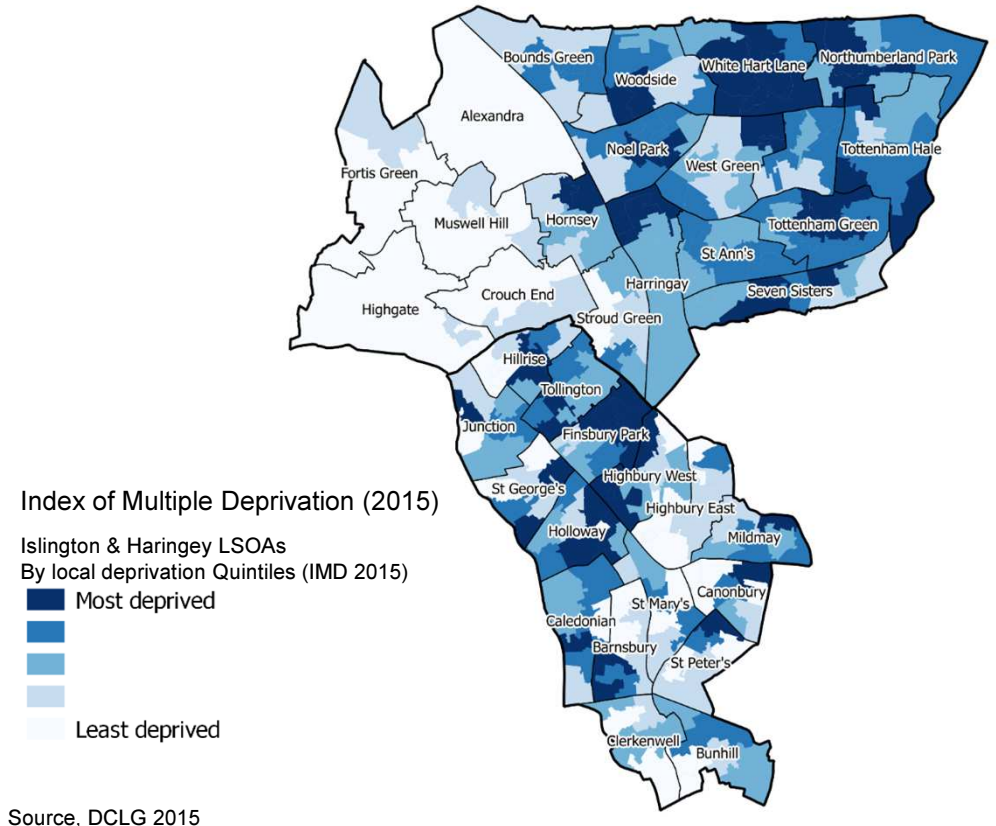 Bounds Green
White Hart Lane
Northumberland Park
Woodside
Alexandra
Noel Park
West Green
Tottenham Hale
Fortis Green
Muswell Hill
Hornsey
Tottenham Green
St Ann's
Harringay
Seven Sisters
Crouch End
Highgate
Stroud Green
Hillrise
Tollington
Junction
Finsbury Park
Highbury West
St George's
Highbury East
Holloway
Mildmay
Canonbury
St Mary's
Caledonian
Barnsbury
St Peter's
Clerkenwell
Bunhill
Index of Multiple Deprivation (2015)
Islington & Haringey LSOAs
By local deprivation Quintiles (IMD 2015)
Most deprived
Least deprived
Source, DCLG 2015